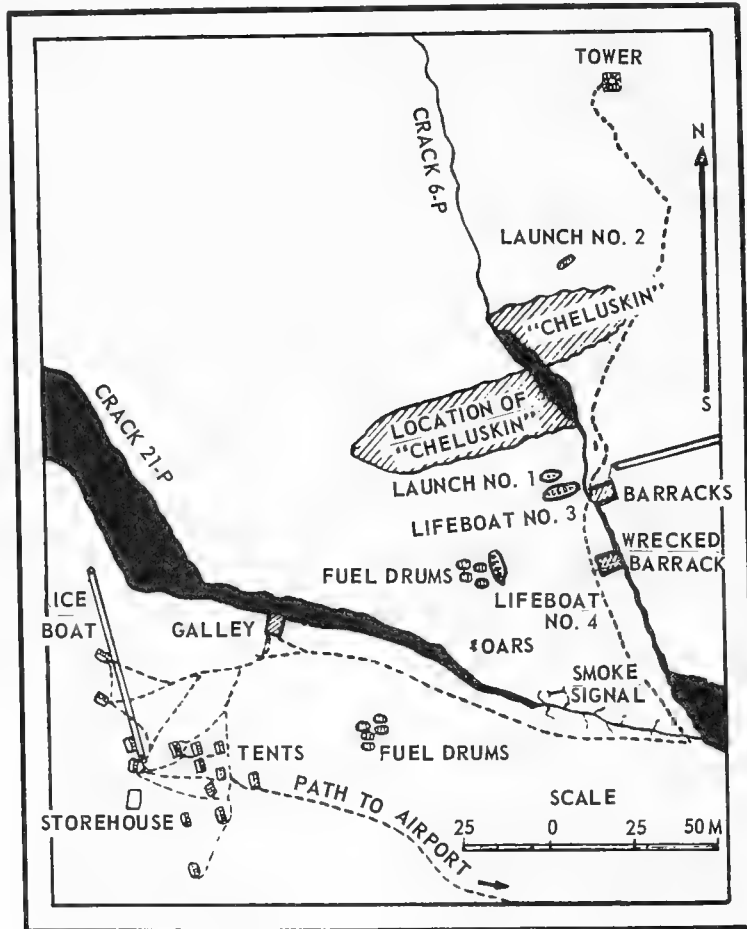 TOWER
N
CRACK 6-P
LAUNCH NO. 2
"CHELUSKIN"
S
CRACK 21-P
LOCATION OF
"CHELUSKIN"
LAUNCH NO. 1
BARRACKS
LIFEBOAT NO. 3
WRECKED
BARRACK
FUEL DRUMS
LIFEBOAT
NO. 4
ICE
BOAT
GALLEY
OARS
SMOKE
SIGNAL
TENTS
FUEL DRUMS
STOREHOUSE
PATH TO AIRPORT
SCALE
25 0 50 M